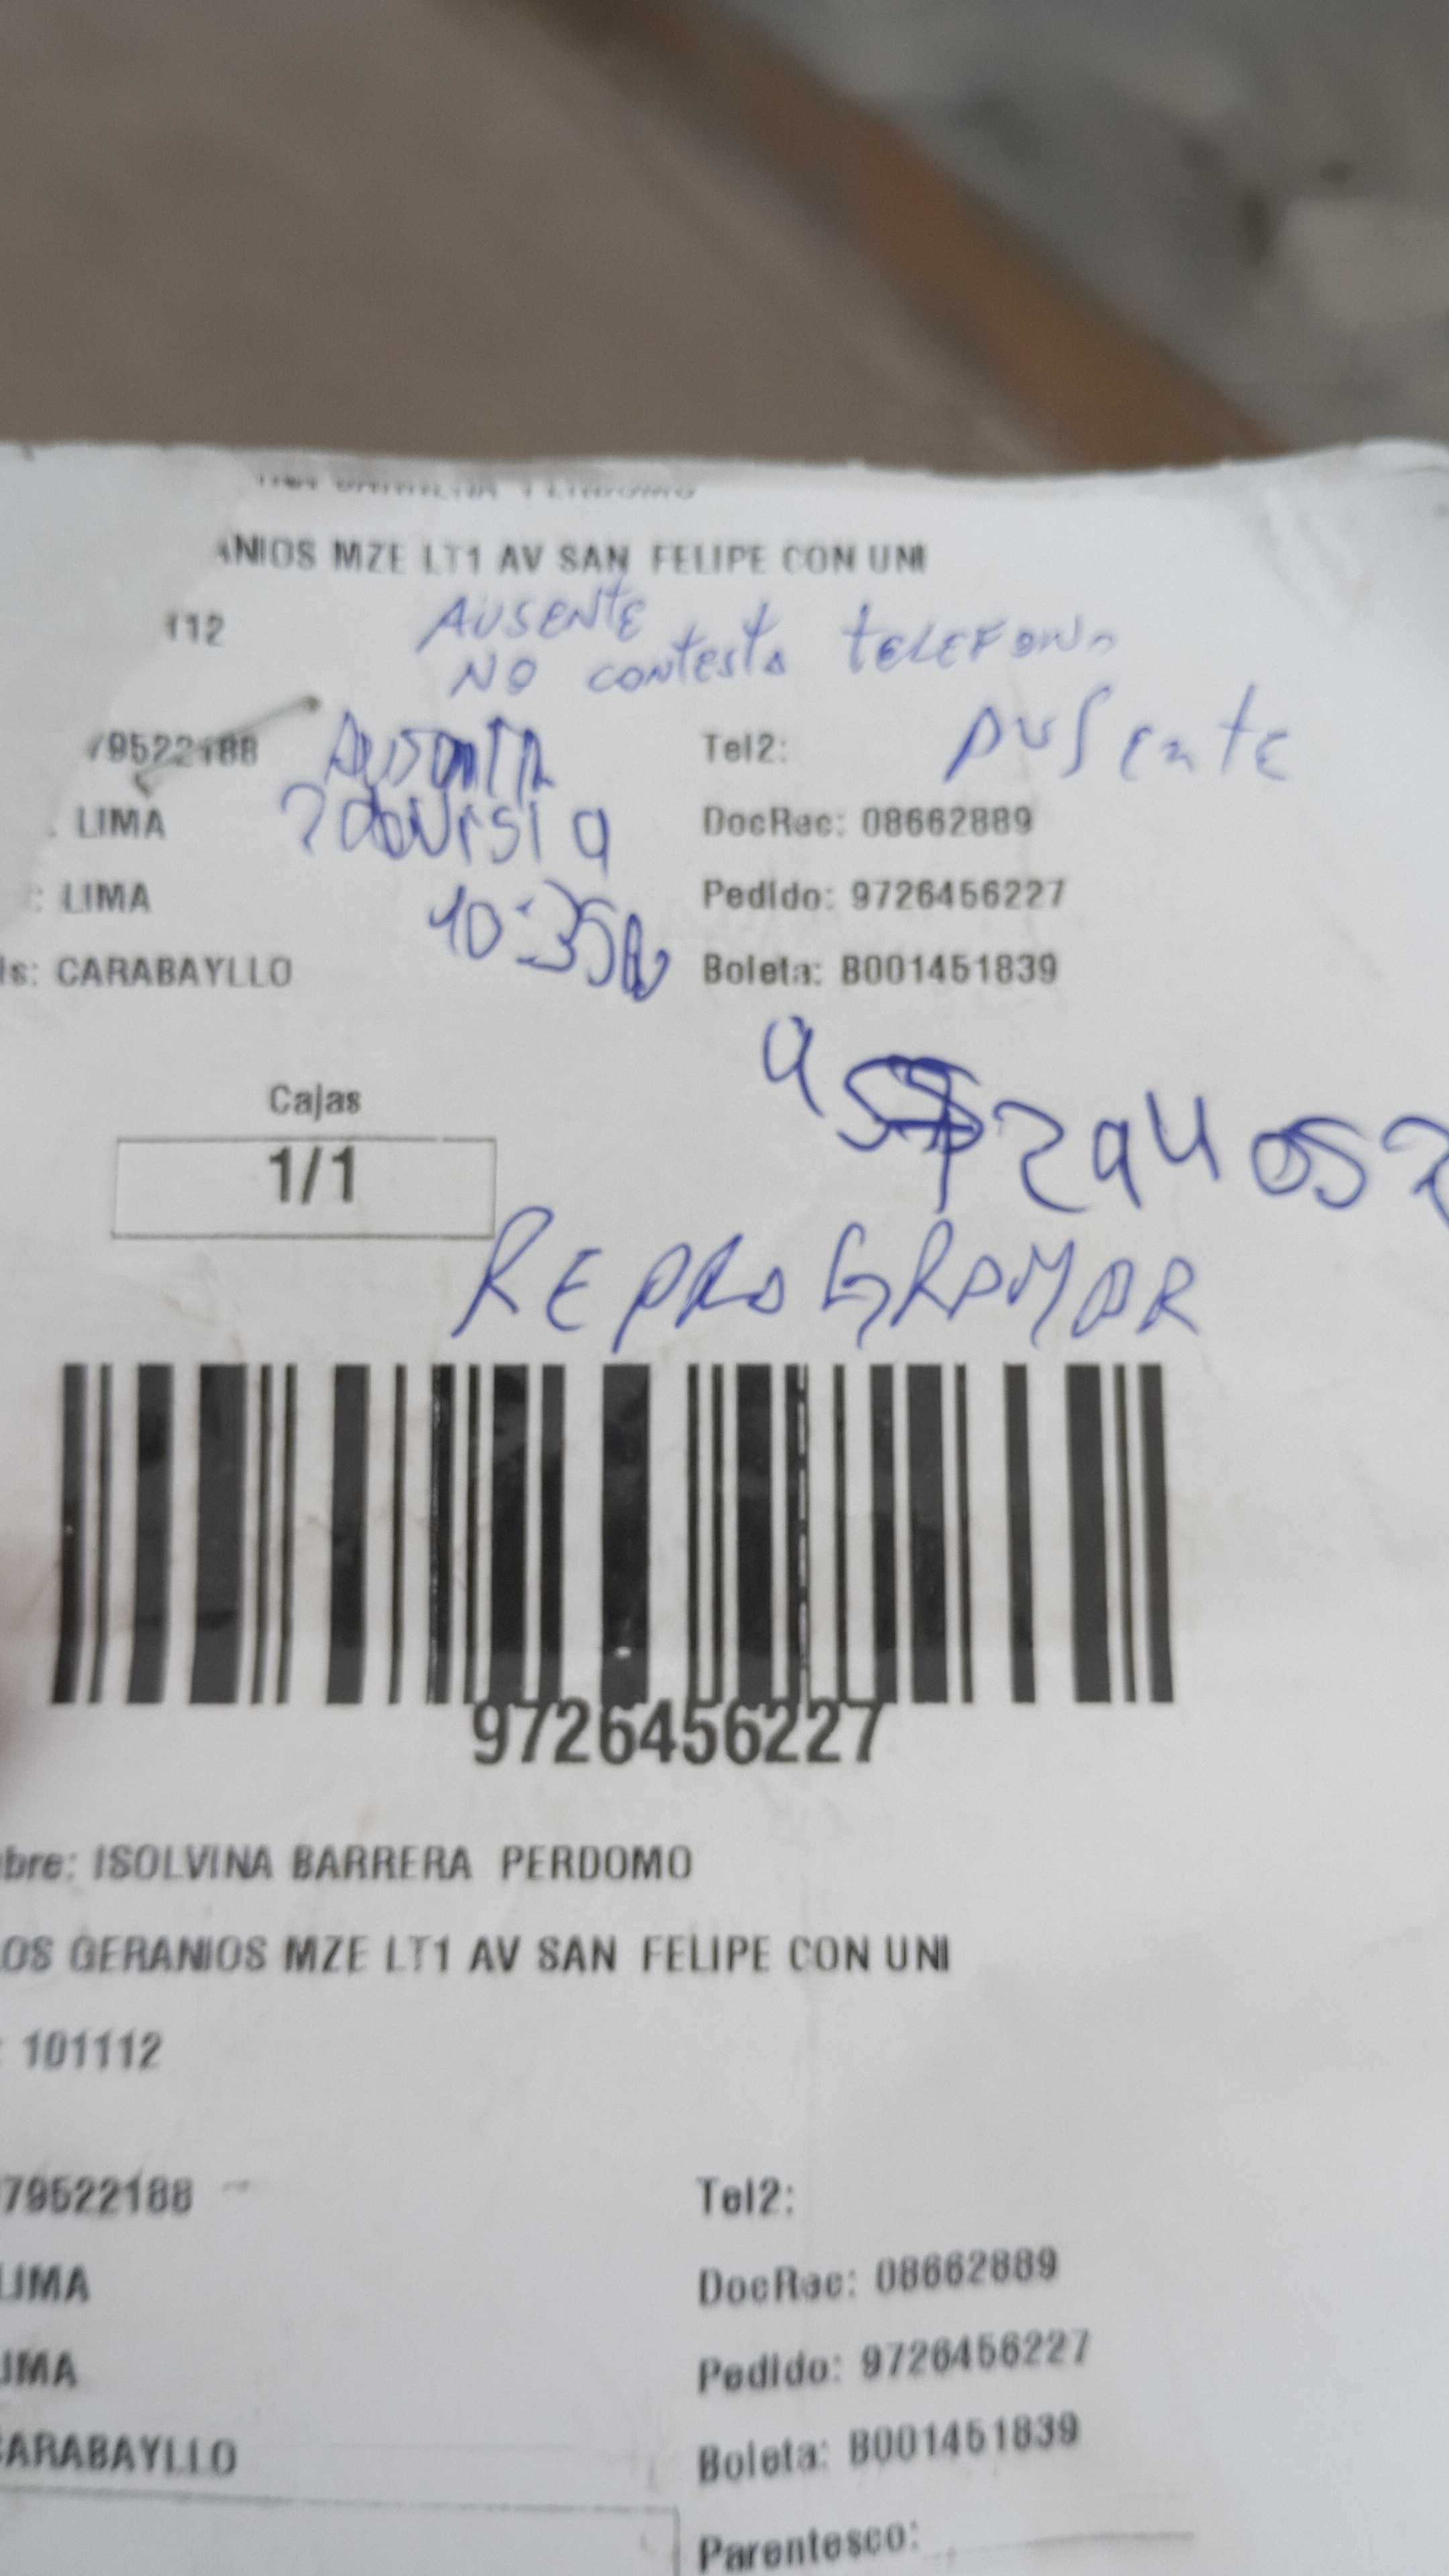 ANIOS MZE LT1 AV SAN FELIPE CON UNI
AUSENTE
112
NO CONTESTA TELEFONO
AUSENTE
79522188
Tel2:
LIMA
DocRec: 08662889
: LIMA
10:35
Pedido: 9726456227
ls: CARABAYLLO
Boleta: B001451839
Cajas
1/1
REPROGRAMAR
9726456227
bre: ISOLVINA BARRERA PERDOMO
OS GERANIOS MZE LT1 AV SAN FELIPE CON UNI
: 101112
79522188
Tel2:
LIMA
DocRec: 08662889
IMA
Pedido: 9726456227
CARABAYLLO
Boleta: B001451839
Parentesco: